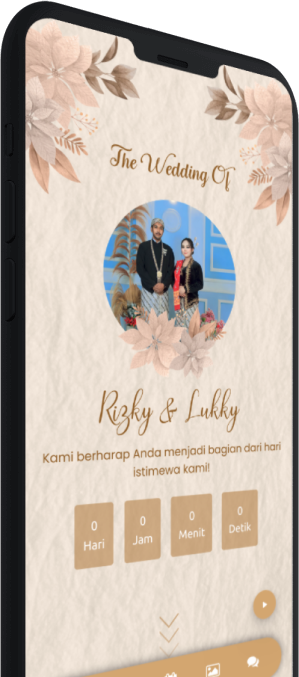 The Wedding Of
Rizky & Lukky
Kami berharap Anda menjadi bagian dari hari
istimewa kami!
0 0 0 0
Hari Jam Menit Detik